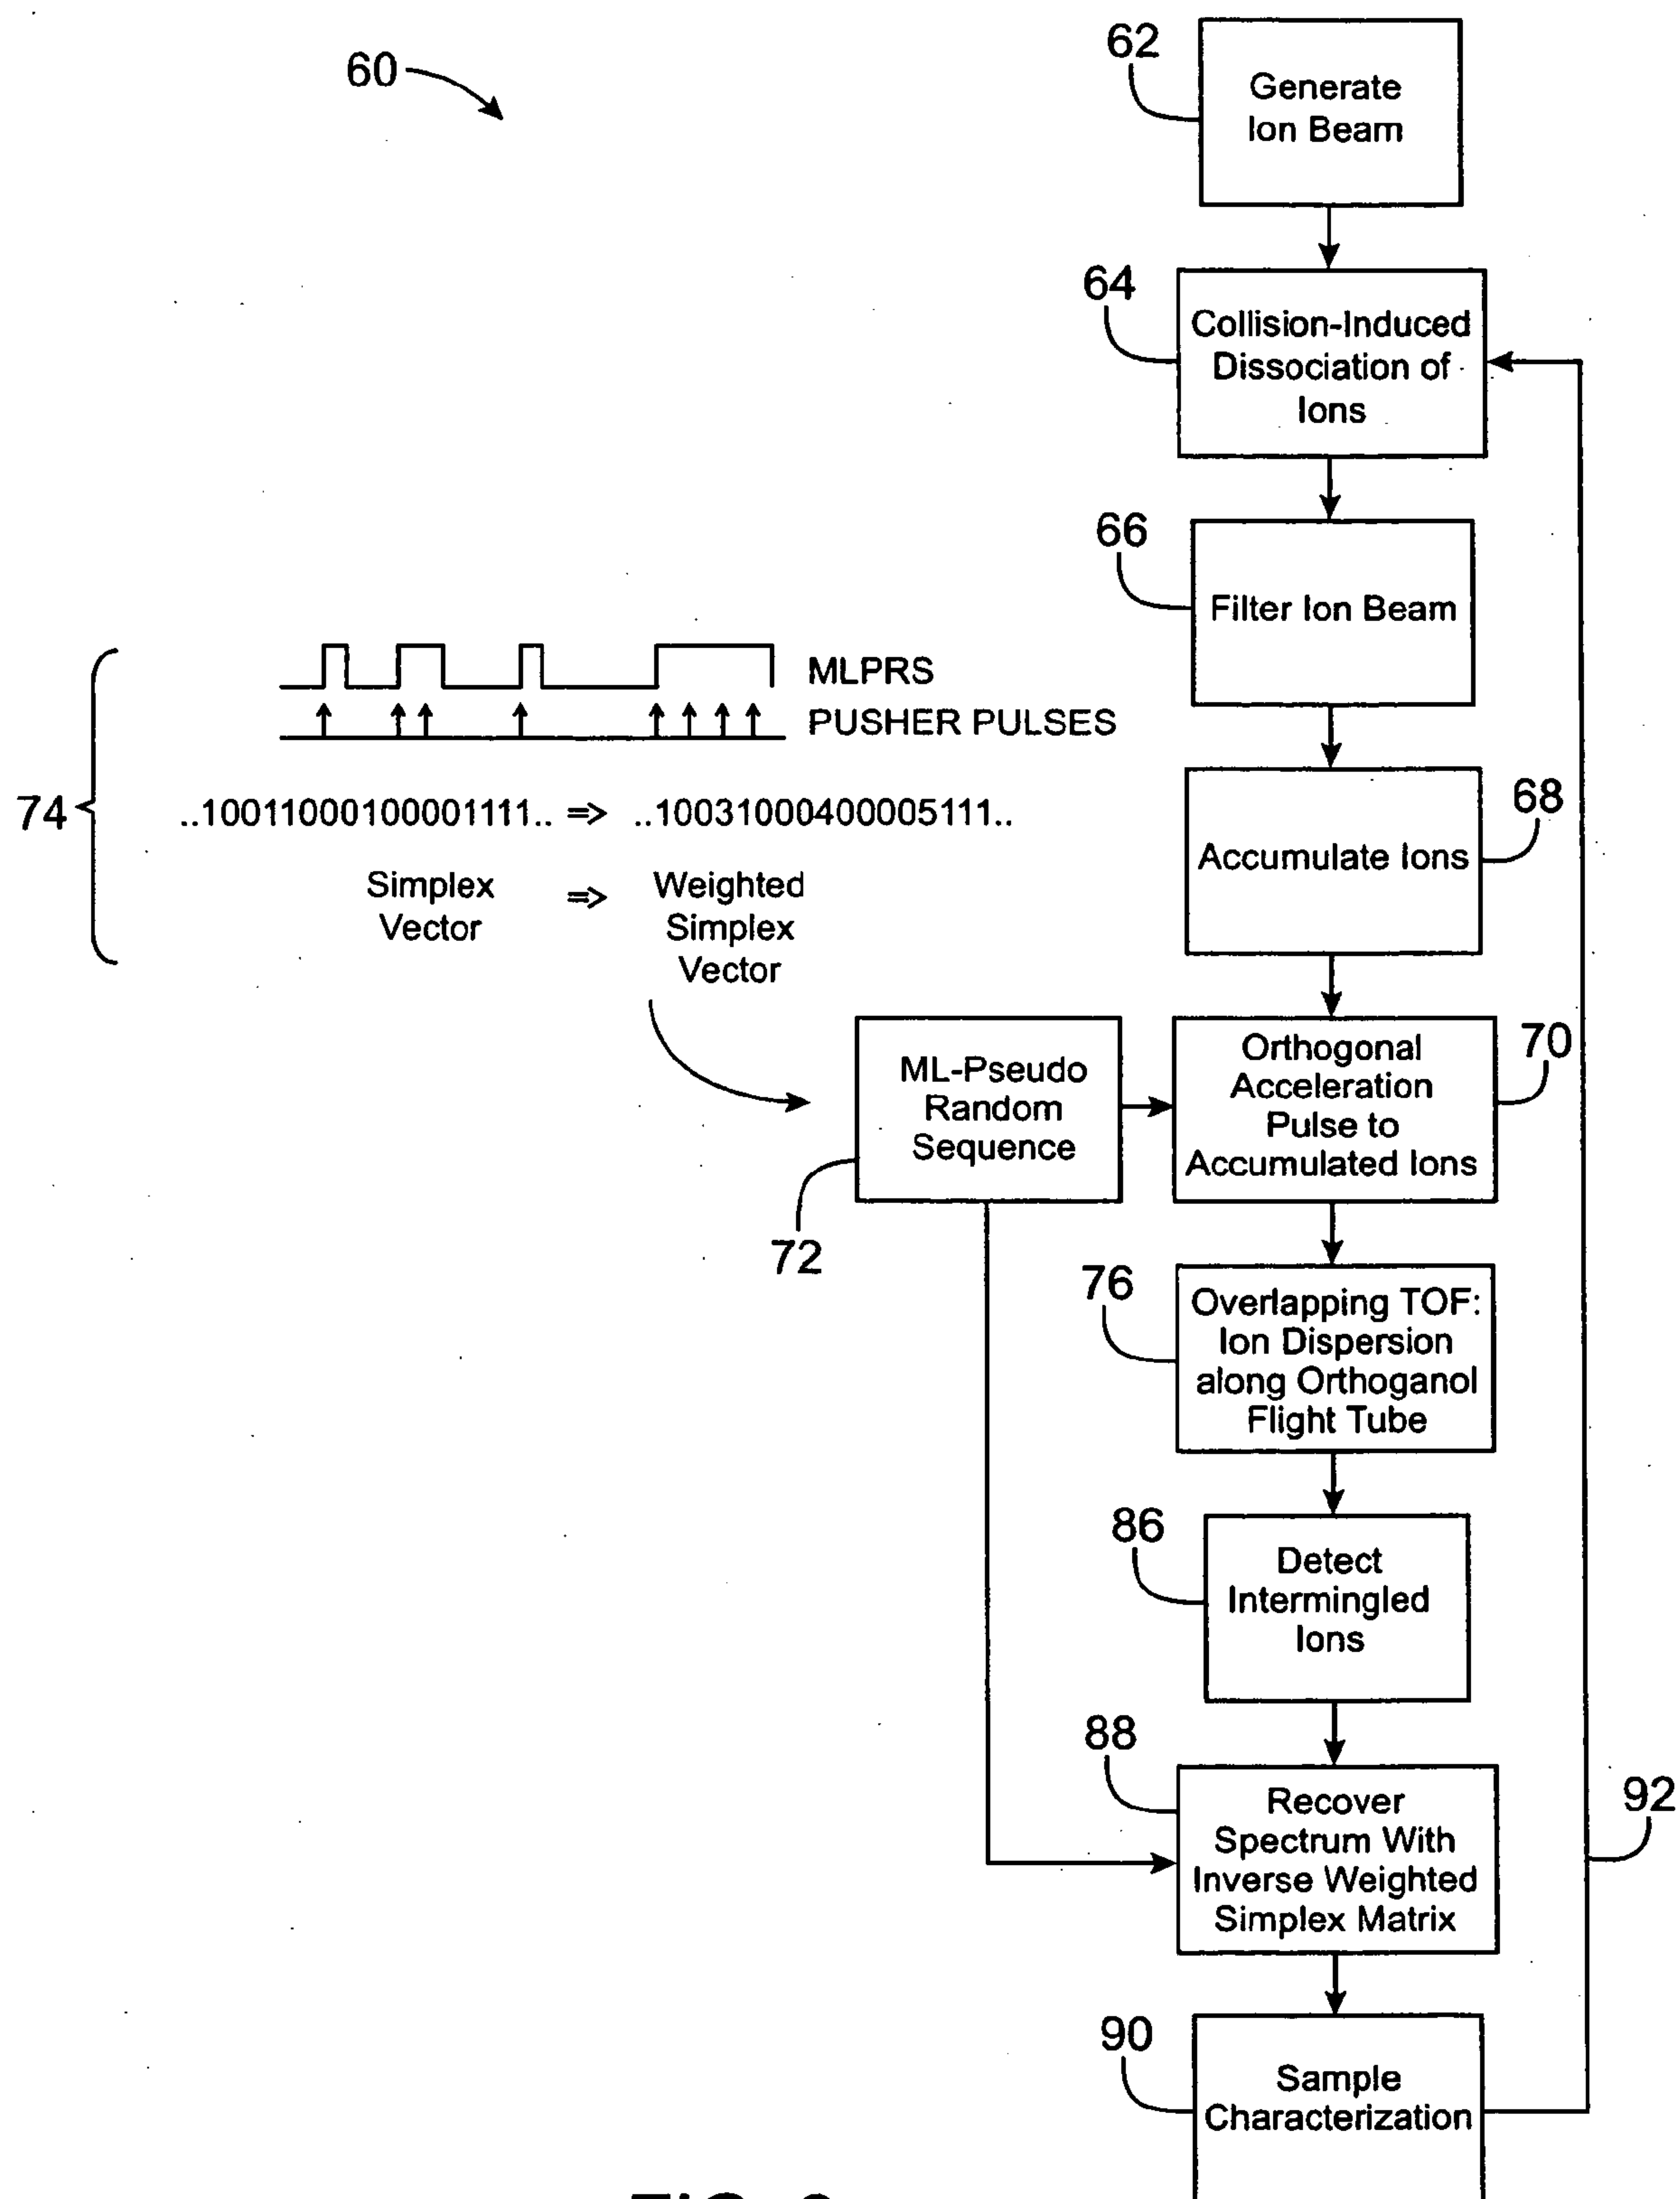 60
62
Generate
Ion Beam
64
Collision-Induced
Dissociation of
Ions
66
Filter Ion Beam
MLPRS
PUSHER PULSES
74
..10011000100001111.. => ..10031000400005111..
Simplex
Vector
=>
Weighted
Simplex
Vector
68
Accumulate Ions
ML-Pseudo
Random
Sequence
72
70
Orthogonal
Acceleration
Pulse to
Accumulated Ions
76
Overlapping TOF:
Ion Dispersion
along Orthoganol
Flight Tube
86
Detect
Intermingled
Ions
88
Recover
Spectrum With
Inverse Weighted
Simplex Matrix
92
90
Sample
Characterization